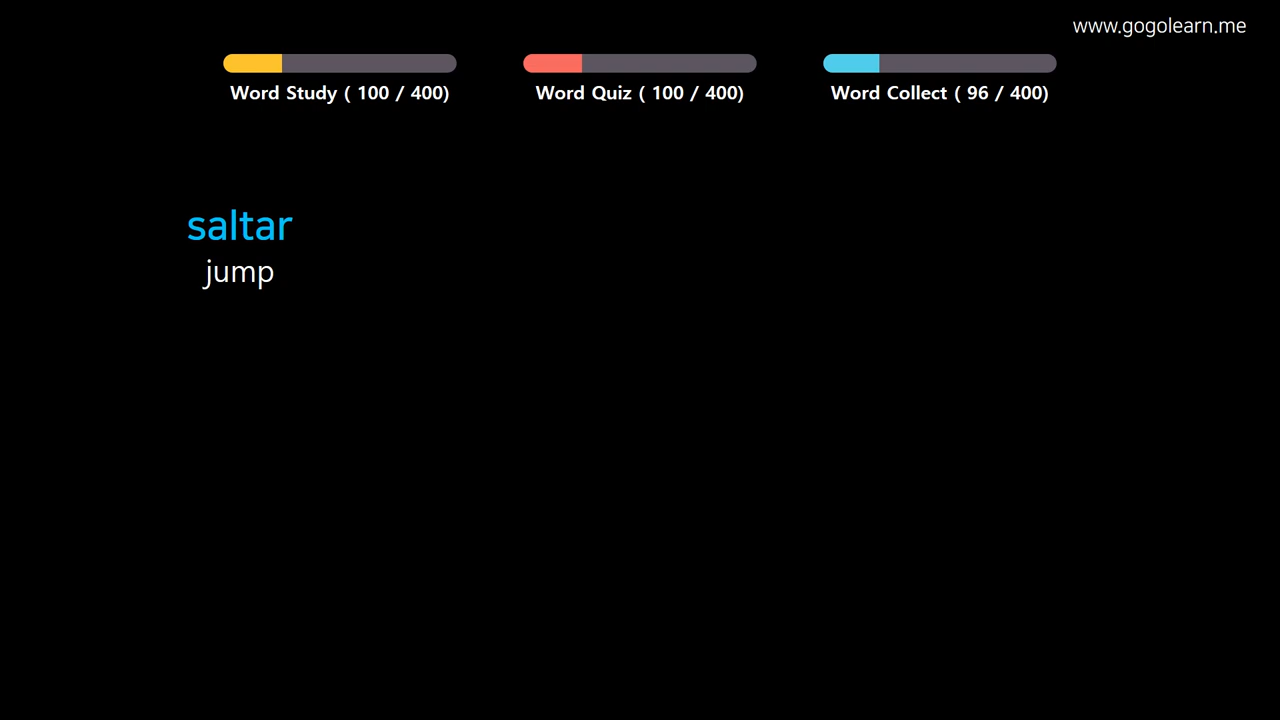 www.gogolearn.me
Word Study ( 100 / 400)
Word Quiz ( 100 / 400)
Word Collect ( 96 / 400)
saltar
jump